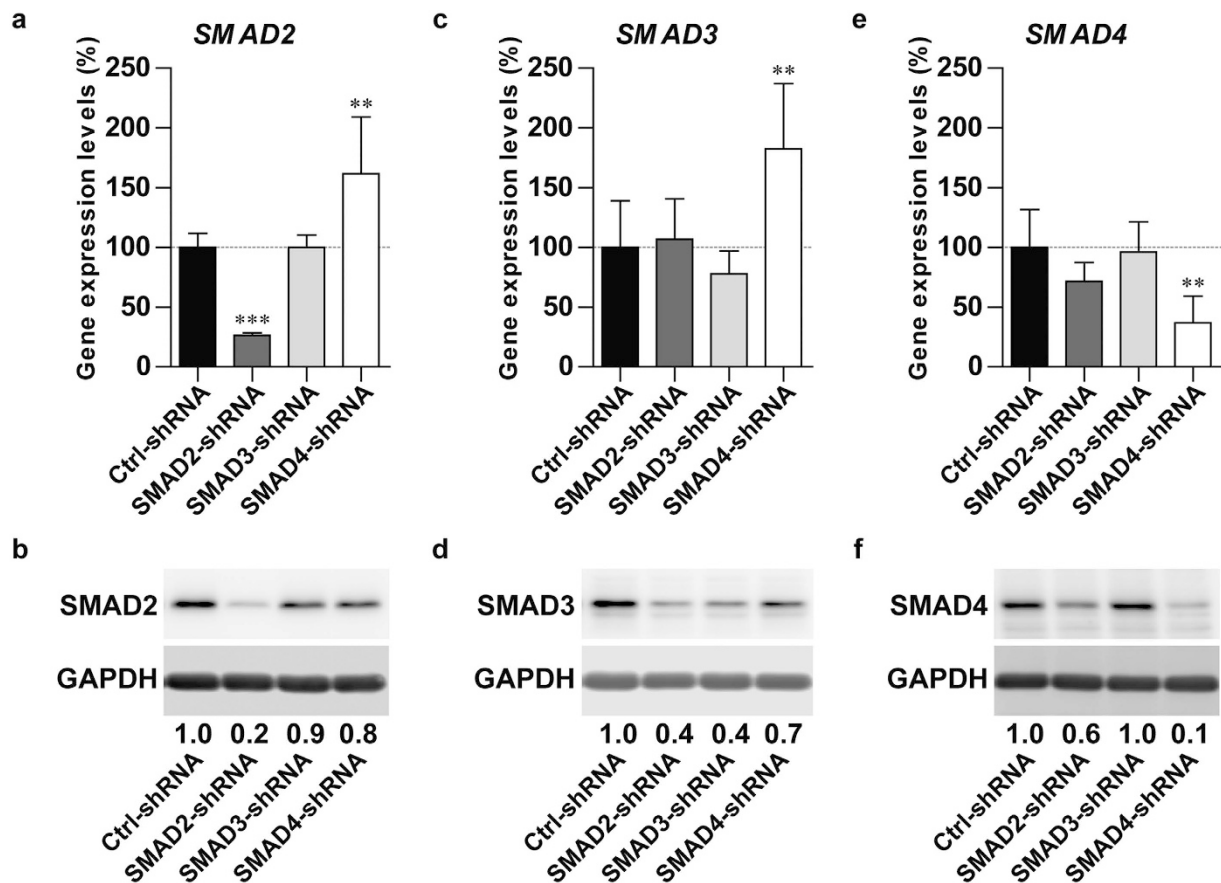 a
SMAD2
Gene expression levels (%)
250
200
150
100
50
0
**
***
Ctrl-shRNA
SMAD2-shRNA
SMAD3-shRNA
SMAD4-shRNA
c
SMAD3
Gene expression levels (%)
250
200
150
100
50
0
**
Ctrl-shRNA
SMAD2-shRNA
SMAD3-shRNA
SMAD4-shRNA
e
SMAD4
Gene expression levels (%)
250
200
150
100
50
0
**
Ctrl-shRNA
SMAD2-shRNA
SMAD3-shRNA
SMAD4-shRNA
b
SMAD2
GAPDH
1.0 0.2 0.9 0.8
Ctrl-shRNA
SMAD2-shRNA
SMAD3-shRNA
SMAD4-shRNA
d
SMAD3
GAPDH
1.0 0.4 0.4 0.7
Ctrl-shRNA
SMAD2-shRNA
SMAD3-shRNA
SMAD4-shRNA
f
SMAD4
GAPDH
1.0 0.6 1.0 0.1
Ctrl-shRNA
SMAD2-shRNA
SMAD3-shRNA
SMAD4-shRNA